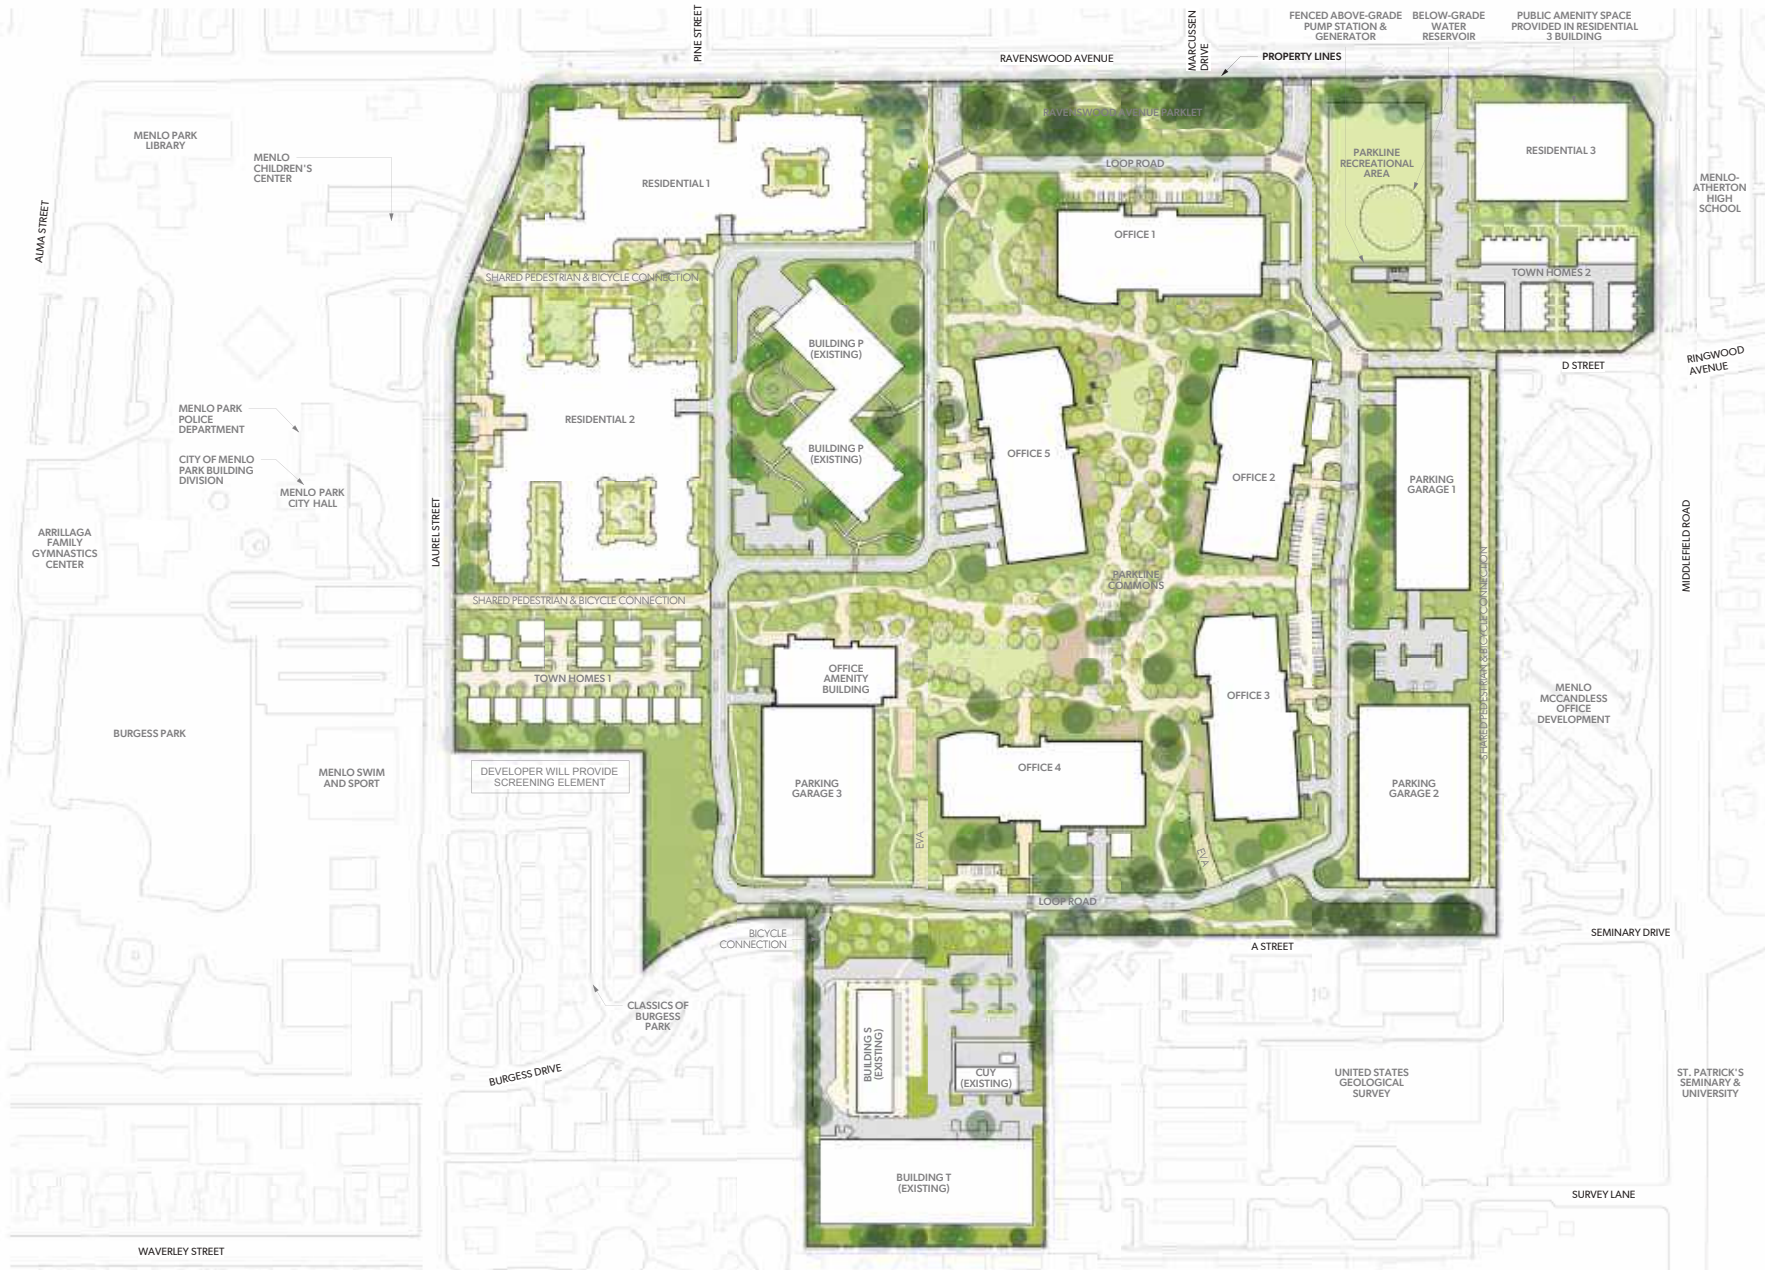 PINE STREET
MARCUSSEN
DRIVE
FENCED ABOVE-GRADE
PUMP STATION &
GENERATOR
BELOW-GRADE
WATER
RESERVOIR
PUBLIC AMENITY SPACE
PROVIDED IN RESIDENTIAL
3 BUILDING
RAVENSWOOD AVENUE
PROPERTY LINES
RAVENSWOOD AVENUE PARKLET
MENLO PARK
LIBRARY
MENLO
CHILDREN'S
CENTER
RESIDENTIAL 1
LOOP ROAD
PARKLINE
RECREATIONAL
AREA
RESIDENTIAL 3
MENLO-
ATHERTON
HIGH
SCHOOL
ALMA STREET
OFFICE 1
SHARED PEDESTRIAN & BICYCLE CONNECTION
TOWN HOMES 2
BUILDING P
(EXISTING)
D STREET
RINGWOOD
AVENUE
MENLO PARK
POLICE
DEPARTMENT
RESIDENTIAL 2
BUILDING P
(EXISTING)
OFFICE 5
OFFICE 2
PARKING
GARAGE 1
CITY OF MENLO
PARK BUILDING
DIVISION
MENLO PARK
CITY HALL
LAUREL STREET
ARRILLAGA
FAMILY
GYMNASTICS
CENTER
MIDDLEFIELD ROAD
PARKLINE
COMMONS
SHARED PEDESTRIAN & BICYCLE CONNECTION
SHARED PEDESTRIAN & BICYCLE CONNECTION
TOWN HOMES 1
OFFICE
AMENITY
BUILDING
OFFICE 3
MENLO
MCCANDLESS
OFFICE
DEVELOPMENT
BURGESS PARK
MENLO SWIM
AND SPORT
DEVELOPER WILL PROVIDE
SCREENING ELEMENT
PARKING
GARAGE 3
OFFICE 4
PARKING
GARAGE 2
EVA
EVA
LOOP ROAD
BICYCLE
CONNECTION
A STREET
SEMINARY DRIVE
CLASSICS OF
BURGESS
PARK
BUILDING S
(EXISTING)
CUY
(EXISTING)
BURGESS DRIVE
UNITED STATES
GEOLOGICAL
SURVEY
ST. PATRICK'S
SEMINARY &
UNIVERSITY
BUILDING T
(EXISTING)
SURVEY LANE
WAVERLEY STREET